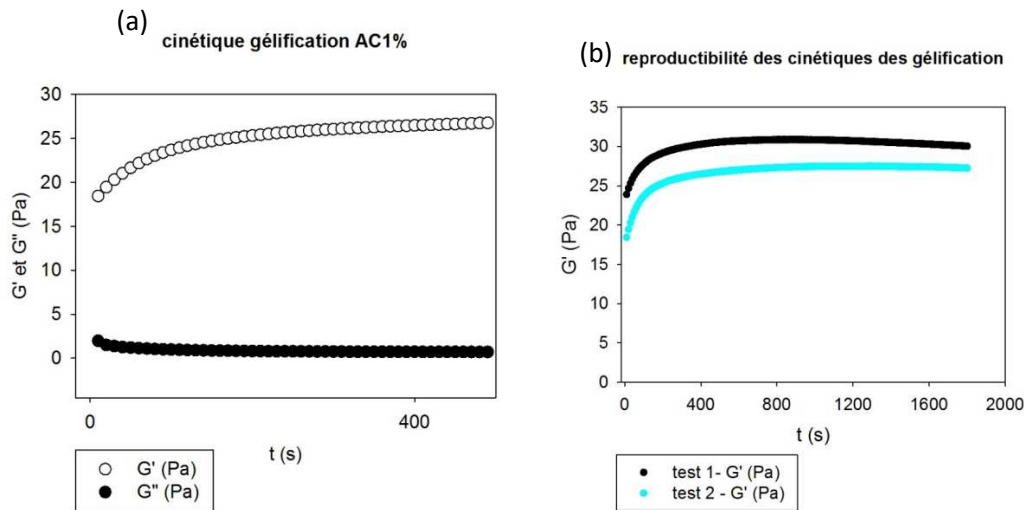 (a)
cinétique gélification AC1%
30
25
20
15
10
5
0
G' et G" (Pa)
0 400
t (s)
G' (Pa)
G" (Pa)
(b) reproductibilité des cinétiques des gélification
35
30
25
20
15
10
5
0
G' (Pa)
0 400 800 1200 1600 2000
t (s)
test 1- G' (Pa)
test 2 - G' (Pa)